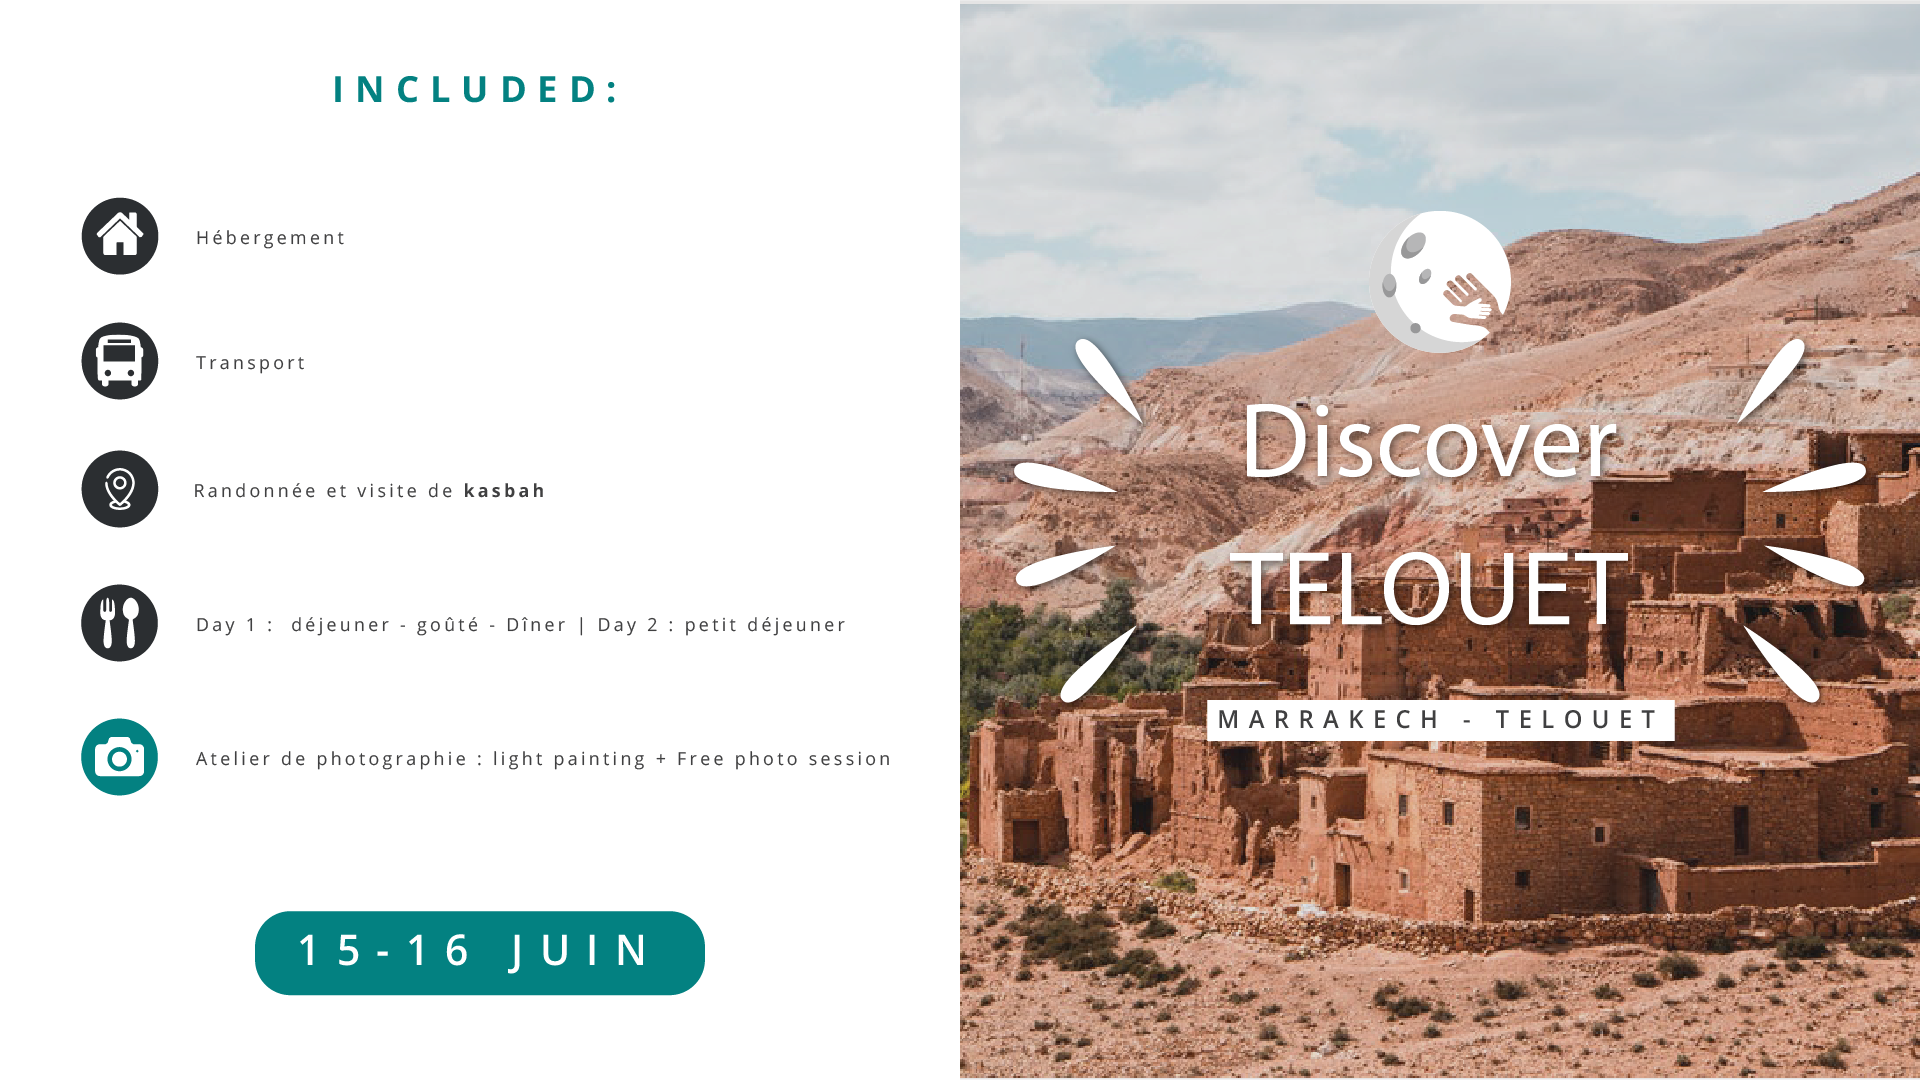 INCLUDED:
Hébergement
Transport
Randonnée et visite de kasbah
Day 1 : déjeuner - goûté - Dîner | Day 2 : petit déjeuner
Atelier de photographie : light painting + Free photo session
15-16 JUIN
Discover
TELOUET
MARRAKECH - TELOUET